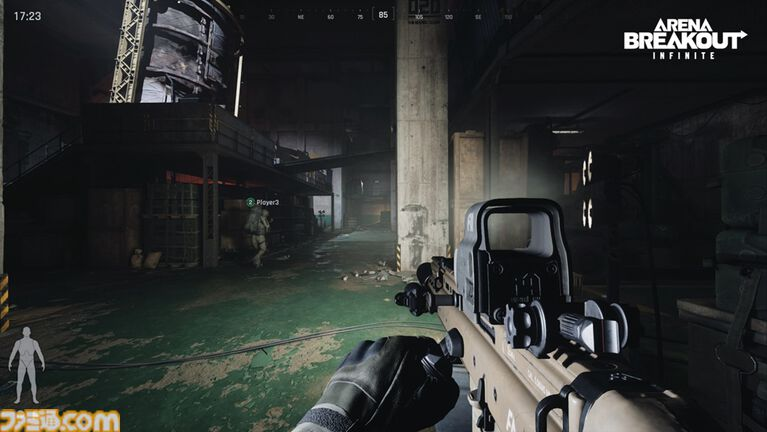 17:23
30 NE 60 75 85 105 120 SE
ARENA
BREAKOUT
INFINITE
2 Player3
ファミ通.com